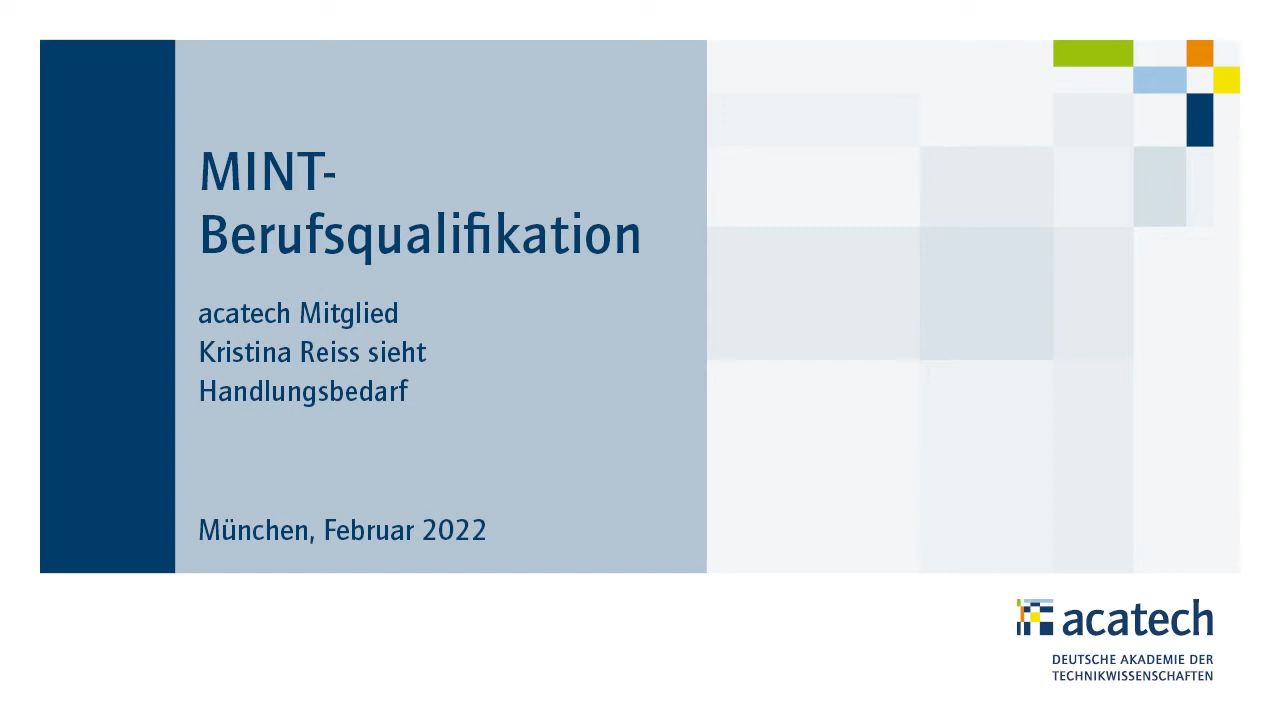 MINT-
Berufsqualifikation
acatech Mitglied
Kristina Reiss sieht
Handlungsbedarf
München, Februar 2022
acatech
DEUTSCHE AKADEMIE DER
TECHNIKWISSENSCHAFTEN